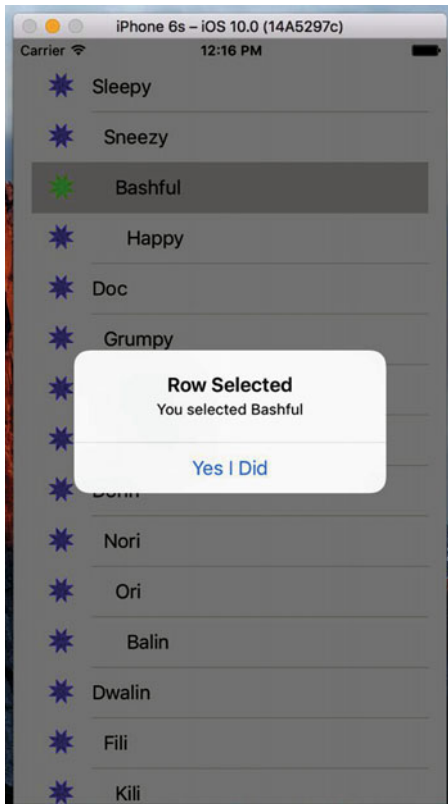 iPhone 6s – iOS 10.0 (14A5297c)
Carrier 12:16 PM
Sleepy
Sneezy
Bashful
Happy
Doc
Grumpy
Row Selected
You selected Bashful
Yes I Did
Nori
Ori
Balin
Dwalin
Fili
Kili